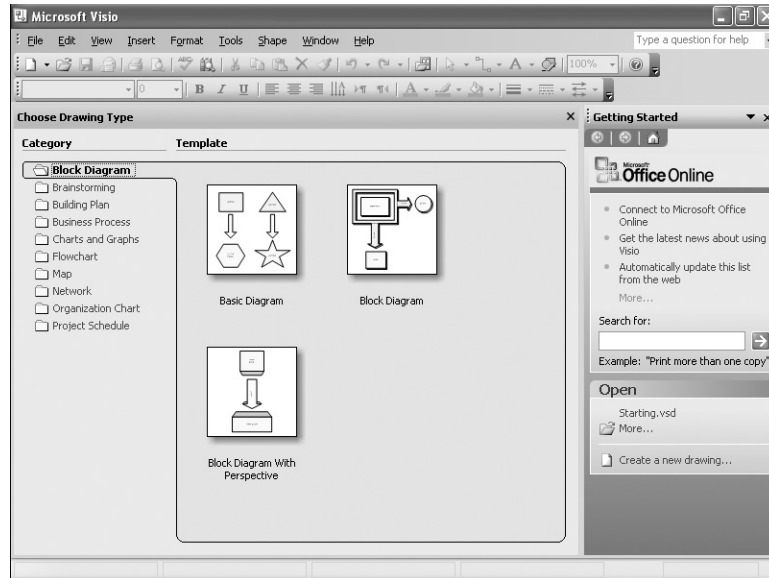 Microsoft Visio
File Edit View Insert Format Tools Shape Window Help
Type a question for help
100%
0 B I U
Choose Drawing Type
Category
Template
Block Diagram
Brainstorming
Building Plan
Business Process
Charts and Graphs
Flowchart
Map
Network
Organization Chart
Project Schedule
Basic Diagram
Block Diagram
Block Diagram With
Perspective
Getting Started
Microsoft
Office Online
Connect to Microsoft Office
Online
Get the latest news about using
Visio
Automatically update this list
from the web
More...
Search for:
Example: "Print more than one copy"
Open
Starting.vsd
More...
Create a new drawing...